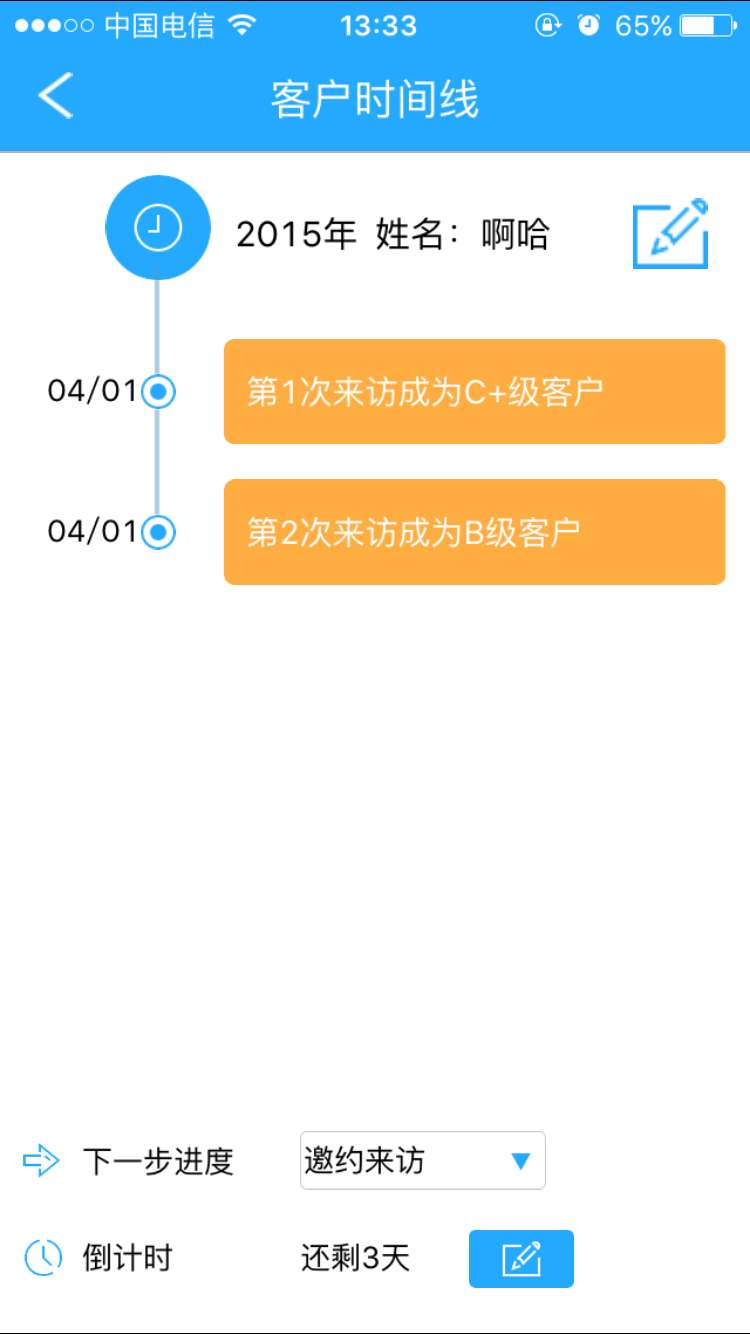 中国电信 13:33 65%
客户时间线
2015年 姓名：啊哈
04/01 第1次来访成为C+级客户
04/01 第2次来访成为B级客户
下一步进度 邀约来访
倒计时 还剩3天